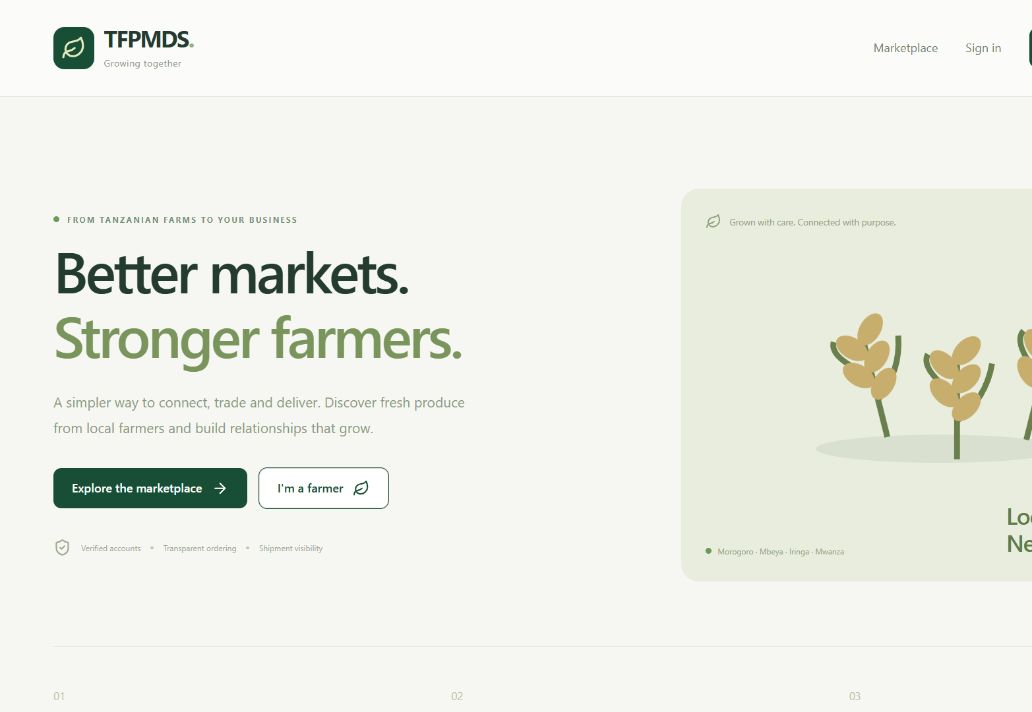 TFPMDS.
Growing together
Marketplace
Sign in
FROM TANZANIAN FARMS TO YOUR BUSINESS
Better markets.
Stronger farmers.
A simpler way to connect, trade and deliver. Discover fresh produce
from local farmers and build relationships that grow.
Explore the marketplace
I'm a farmer
Verified accounts • Transparent ordering • Shipment visibility
Grown with care. Connected with purpose.
Morogoro · Mbeya · Iringa · Mwanza
01
02
03